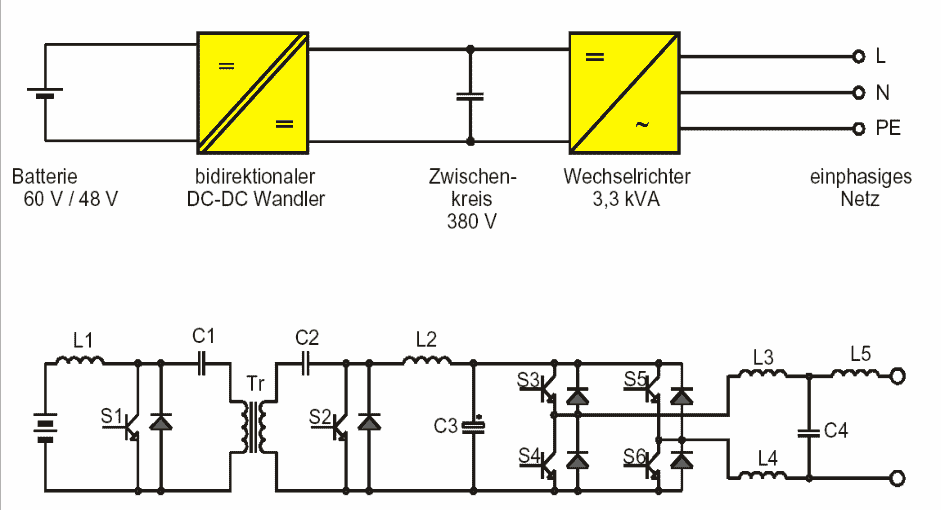 L
N
PE
Batterie
60 V / 48 V
bidirektionaler
DC-DC Wandler
Zwischen-
kreis
380 V
Wechselrichter
3,3 kVA
einphasiges
Netz
L1
C1
C2
L2
L3
L5
Tr
S1
S2
C3
S3
S5
C4
S4
S6
L4